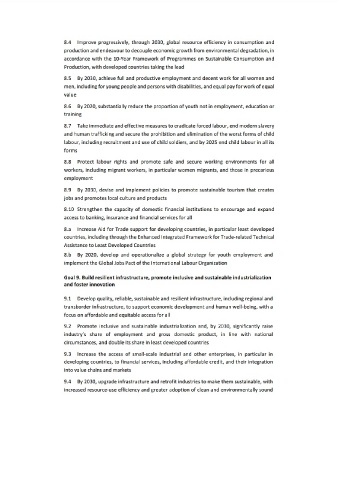 8.4 Improve progressively, through 2030, global resource efficiency in consumption and
production and endeavour to decouple economic growth from environmental degradation, in
accordance with the 10-Year Framework of Programmes on Sustainable Consumption and
Production, with developed countries taking the lead
8.5 By 2030, achieve full and productive employment and decent work for all women and
men, including for young people and persons with disabilities, and equal pay for work of equal
value
8.6 By 2020, substantially reduce the proportion of youth not in employment, education or
training
8.7 Take immediate and effective measures to eradicate forced labour, end modern slavery
and human trafficking and secure the prohibition and elimination of the worst forms of child
labour, including recruitment and use of child soldiers, and by 2025 end child labour in all its
forms
8.8 Protect labour rights and promote safe and secure working environments for all
workers, including migrant workers, in particular women migrants, and those in precarious
employment
8.9 By 2030, devise and implement policies to promote sustainable tourism that creates
jobs and promotes local culture and products
8.10 Strengthen the capacity of domestic financial institutions to encourage and expand
access to banking, insurance and financial services for all
8.a Increase Aid for Trade support for developing countries, in particular least developed
countries, including through the Enhanced Integrated Framework for Trade-related Technical
Assistance to Least Developed Countries
8.b By 2020, develop and operationalize a global strategy for youth employment and
implement the Global Jobs Pact of the International Labour Organization
Goal 9. Build resilient infrastructure, promote inclusive and sustainable industrialization
and foster innovation
9.1 Develop quality, reliable, sustainable and resilient infrastructure, including regional and
transborder infrastructure, to support economic development and human well-being, with a
focus on affordable and equitable access for all
9.2 Promote inclusive and sustainable industrialization and, by 2030, significantly raise
industry's share of employment and gross domestic product, in line with national
circumstances, and double its share in least developed countries
9.3 Increase the access of small-scale industrial and other enterprises, in particular in
developing countries, to financial services, including affordable credit, and their integration
into value chains and markets
9.4 By 2030, upgrade infrastructure and retrofit industries to make them sustainable, with
increased resource-use efficiency and greater adoption of clean and environmentally sound